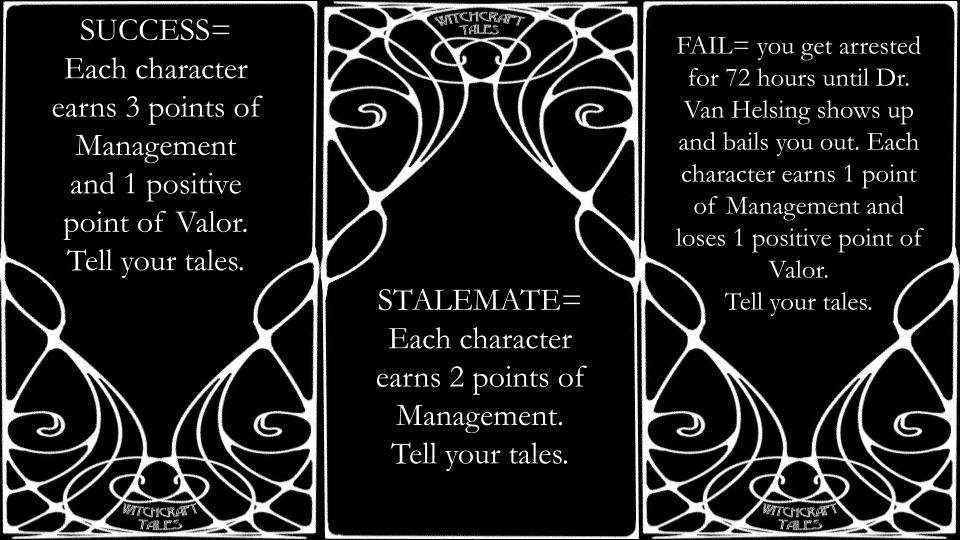 SUCCESS=
Each character
earns 3 points of
Management
and 1 positive
point of Valor.
Tell your tales.
WITCHCRAFT
TALES
WITCHCRAFT
TALES
STALEMATE=
Each character
earns 2 points of
Management.
Tell your tales.
FAIL= you get arrested
for 72 hours until Dr.
Van Helsing shows up
and bails you out. Each
character earns 1 point
of Management and
loses 1 positive point of
Valor.
Tell your tales.
WITCHCRAFT
TALES